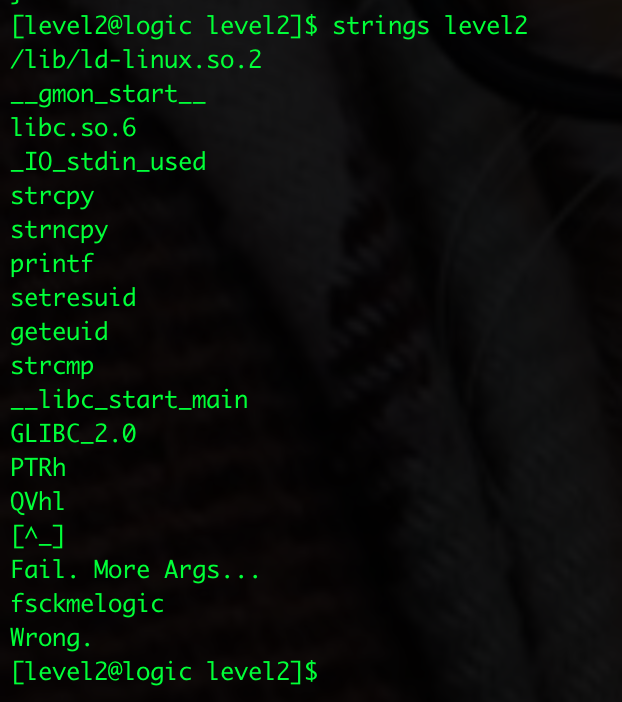 [level2@logic level2]$ strings level2
/lib/ld-linux.so.2
__gmon_start__
libc.so.6
_IO_stdin_used
strcpy
strncpy
printf
setresuid
geteuid
strcmp
__libc_start_main
GLIBC_2.0
PTRh
QVhl
[^_]
Fail. More Args...
fsckmelogic
Wrong.
[level2@logic level2]$